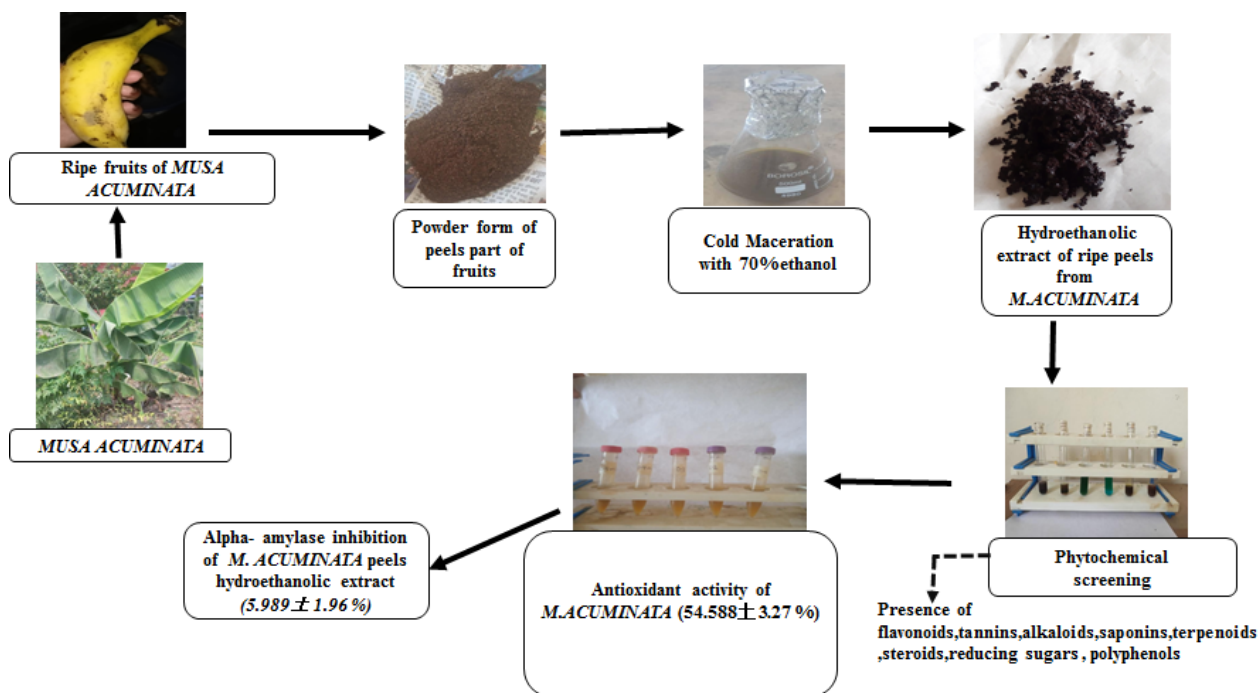 Ripe fruits of MUSA
ACUMINATA
MUSA ACUMINATA
Powder form of
peels part of
fruits
BOROSIL
Cold Maceration
with 70%ethanol
Hydroethanolic
extract of ripe peels
from
M.ACUMINATA
Phytochemical
screening
Presence of
flavonoids,tannins,alkaloids,saponins,terpenoids
,steroids,reducing sugars , polyphenols
Antioxidant activity of
M.ACUMINATA (54.588±3.27 %)
Alpha- amylase inhibition
of M. ACUMINATA peels
hydroethanolic extract
(5.989±1.96 %)